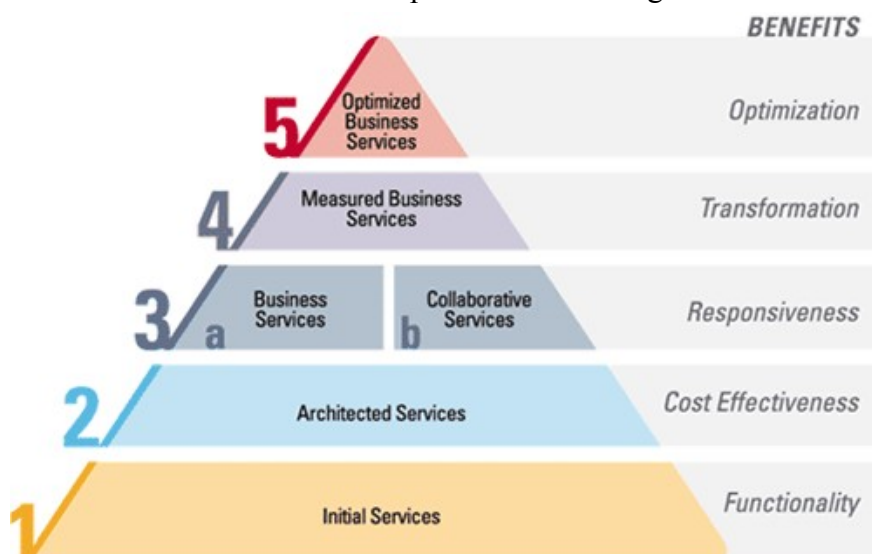 BENEFITS
5
Optimized
Business
Services
Optimization
4
Measured Business
Services
Transformation
3
a
Business
Services
b
Collaborative
Services
Responsiveness
2
Architected Services
Cost Effectiveness
1
Initial Services
Functionality